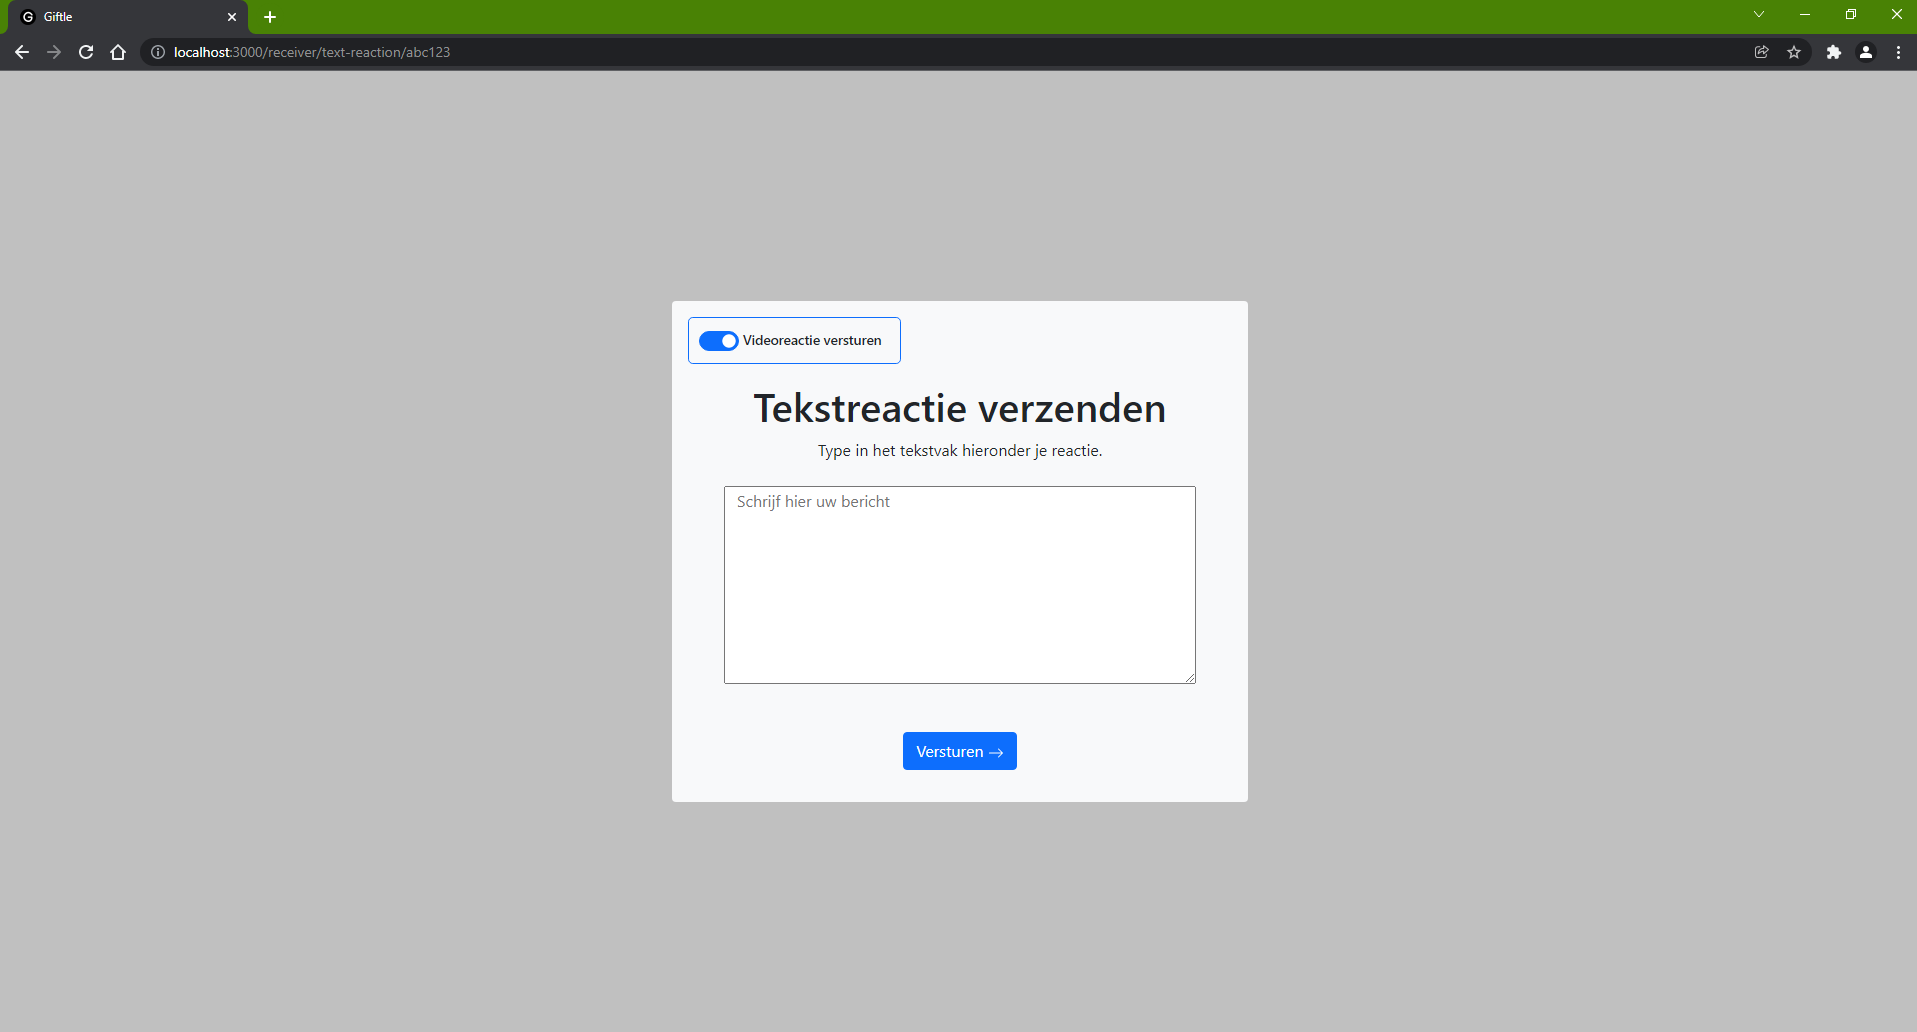 Giftle
localhost:3000/receiver/text-reaction/abc123
Videoreactie versturen
Tekstreactie verzenden
Type in het tekstvak hieronder je reactie.
Schrijf hier uw bericht
Versturen →